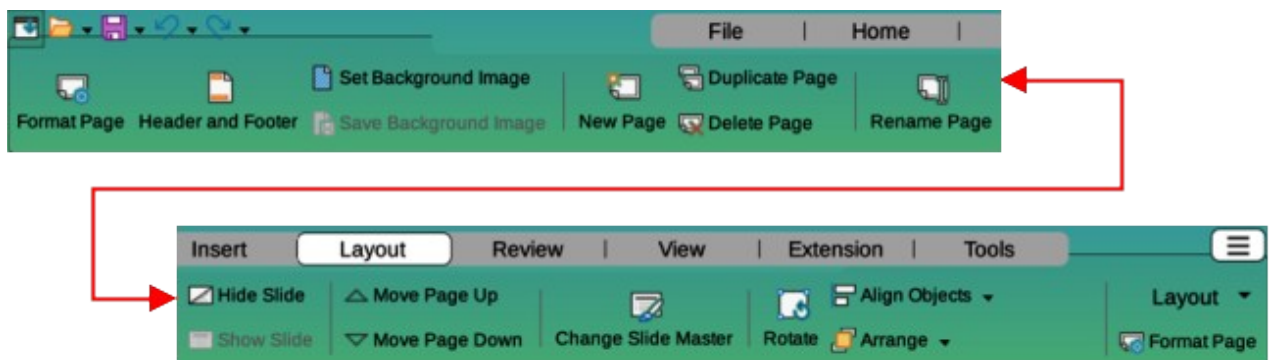 File | Home |
Set Background Image Duplicate Page
Format Page Header and Footer Save Background Image New Page Delete Page Rename Page
Insert Layout Review | View | Extension | Tools
Hide Slide Move Page Up Align Objects Layout
Show Slide Move Page Down Change Slide Master Rotate Arrange Format Page